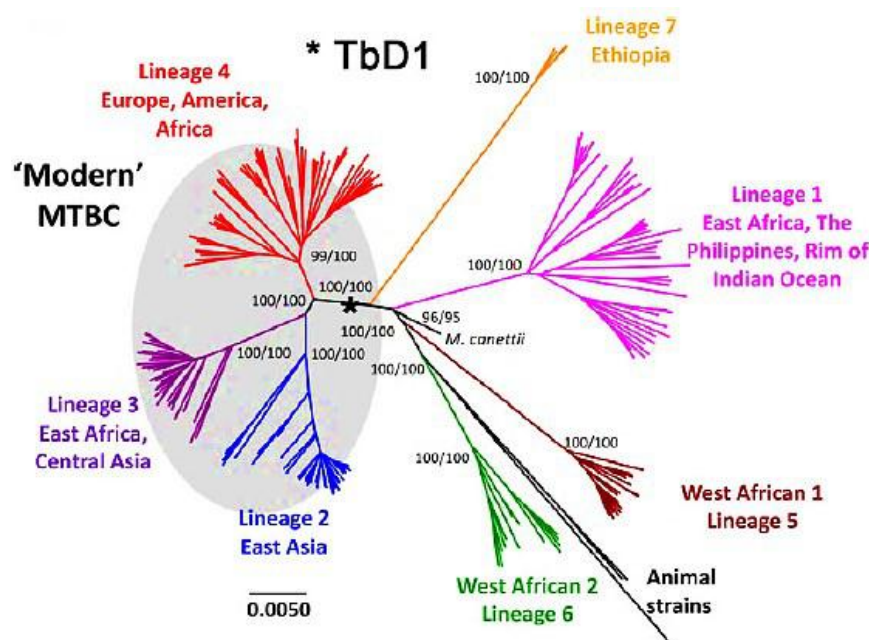 * TbD1
Lineage 7
Ethiopia
100/100
Lineage 4
Europe, America,
Africa
'Modern'
MTBC
Lineage 1
East Africa, The
Philippines, Rim of
Indian Ocean
100/100
99/100
100/100
100/100
*
96/95
M. canettii
100/100
100/100
100/100
100/100
Lineage 3
East Africa,
Central Asia
100/100
100/100
West African 1
Lineage 5
Lineage 2
East Asia
West African 2
Lineage 6
Animal
strains
0.0050